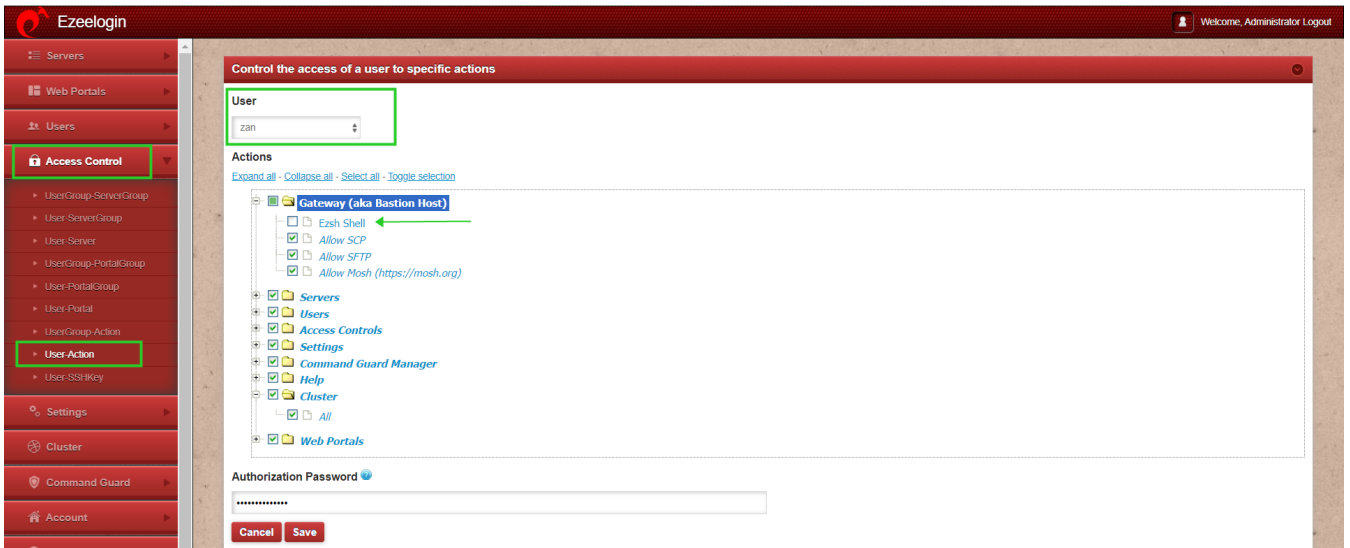 Ezeelogin
Welcome, Administrator Logout
Servers
Web Portals
Users
Access Control
UserGroup-ServerGroup
User-ServerGroup
User-Server
UserGroup-PortalGroup
User-PortalGroup
User-Portal
UserGroup-Action
User-Action
User-SSHKey
Settings
Cluster
Command Guard
Account
Control the access of a user to specific actions
User
zan
Actions
Expand all - Collapse all - Select all - Toggle selection
Gateway (aka Bastion Host)
Ezsh Shell
Allow SCP
Allow SFTP
Allow Mosh (https://mosh.org)
Servers
Users
Access Controls
Settings
Command Guard Manager
Help
Cluster
All
Web Portals
Authorization Password
••••••••••••••
Cancel Save